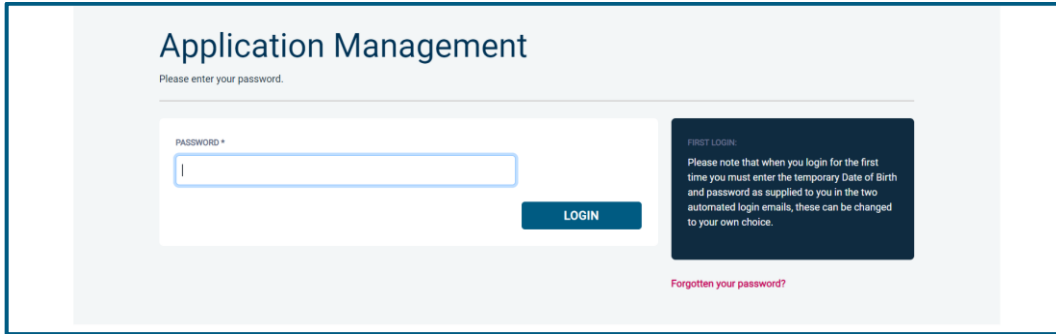 Application Management
Please enter your password.
PASSWORD *
LOGIN
FIRST LOGIN:
Please note that when you login for the first
time you must enter the temporary Date of Birth
and password as supplied to you in the two
automated login emails, these can be changed
to your own choice.
Forgotten your password?